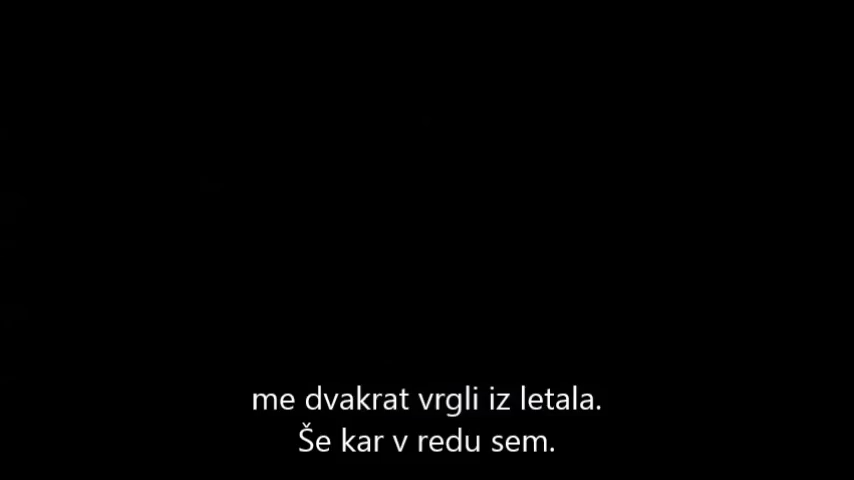 me dvakrat vrgli iz letala.
Še kar v redu sem.